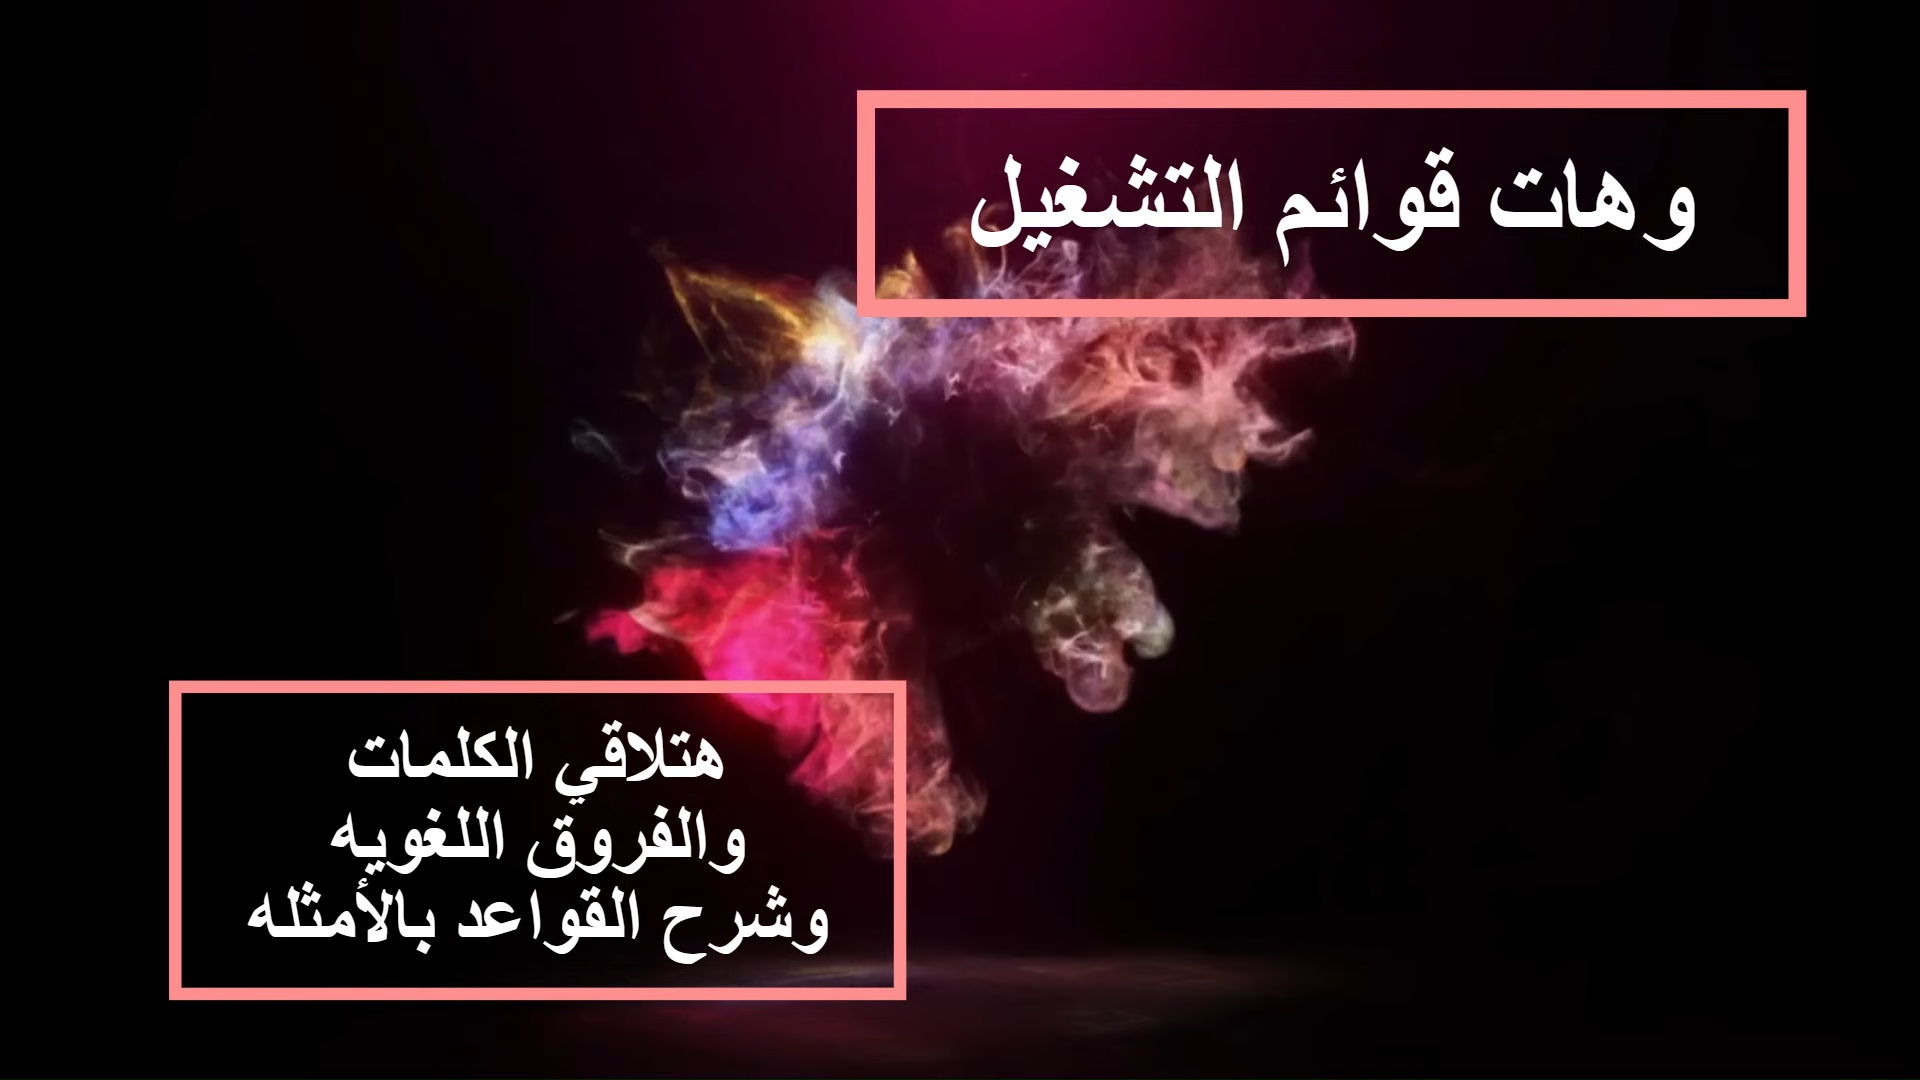 وهات قوائم التشغيل
هتلاقي الكلمات
والفروق اللغويه
وشرح القواعد بالأمثله